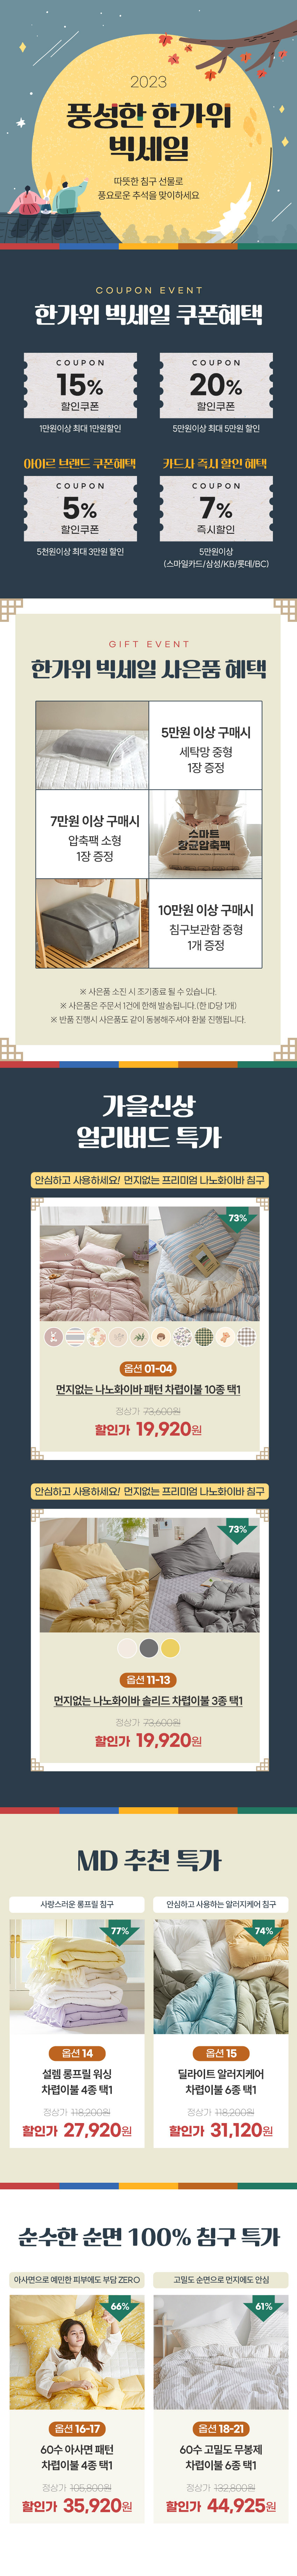 2023
풍성한 한가위
빅세일
따뜻한 침구 선물로
풍요로운 추석을 맞이하세요
COUPON EVENT
한가위 빅세일 쿠폰혜택
COUPON
15%
할인쿠폰
1만원이상 최대 1만원할인
COUPON
20%
할인쿠폰
5만원이상 최대 5만원 할인
아이르 브랜드 쿠폰혜택
COUPON
5%
할인쿠폰
5천원이상 최대 3만원 할인
카드사 즉시 할인 혜택
COUPON
7%
즉시할인
5만원이상
(스마일카드/삼성/KB/롯데/BC)
GIFT EVENT
한가위 빅세일 사은품 혜택
5만원 이상 구매시
세탁망 중형
1장 증정
7만원 이상 구매시
압축팩 소형
1장 증정
스마트
항균압축팩
10만원 이상 구매시
침구보관함 중형
1개 증정
※ 사은품 소진 시 조기종료 될 수 있습니다.
※ 사은품은 주문서 1건에 한해 발송됩니다.(한 ID당 1개)
※ 반품 진행시 사은품도 같이 동봉해주셔야 환불 진행됩니다.
가을신상
얼리버드 특가
안심하고 사용하세요! 먼지없는 프리미엄 나노화이바 침구
73%
옵션 01-04
먼지없는 나노화이바 패턴 차렵이불 10종 택1
정상가 73,600원
할인가 19,920원
안심하고 사용하세요! 먼지없는 프리미엄 나노화이바 침구
73%
옵션 11-13
먼지없는 나노화이바 솔리드 차렵이불 3종 택1
정상가 73,600원
할인가 19,920원
MD 추천 특가
사랑스러운 롱프릴 침구
77%
옵션 14
설렘 롱프릴 워싱
차렵이불 4종 택1
정상가 118,200원
할인가 27,920원
안심하고 사용하는 알러지케어 침구
74%
옵션 15
딜라이트 알러지케어
차렵이불 6종 택1
정상가 118,200원
할인가 31,120원
순수한 순면 100% 침구 특가
아사면으로 예민한 피부에도 부담 ZERO
66%
옵션 16-17
60수 아사면 패턴
차렵이불 4종 택1
정상가 105,800원
할인가 35,920원
고밀도 순면으로 먼지에도 안심
61%
옵션 18-21
60수 고밀도 무봉제
차렵이불 6종 택1
정상가 132,800원
할인가 44,925원